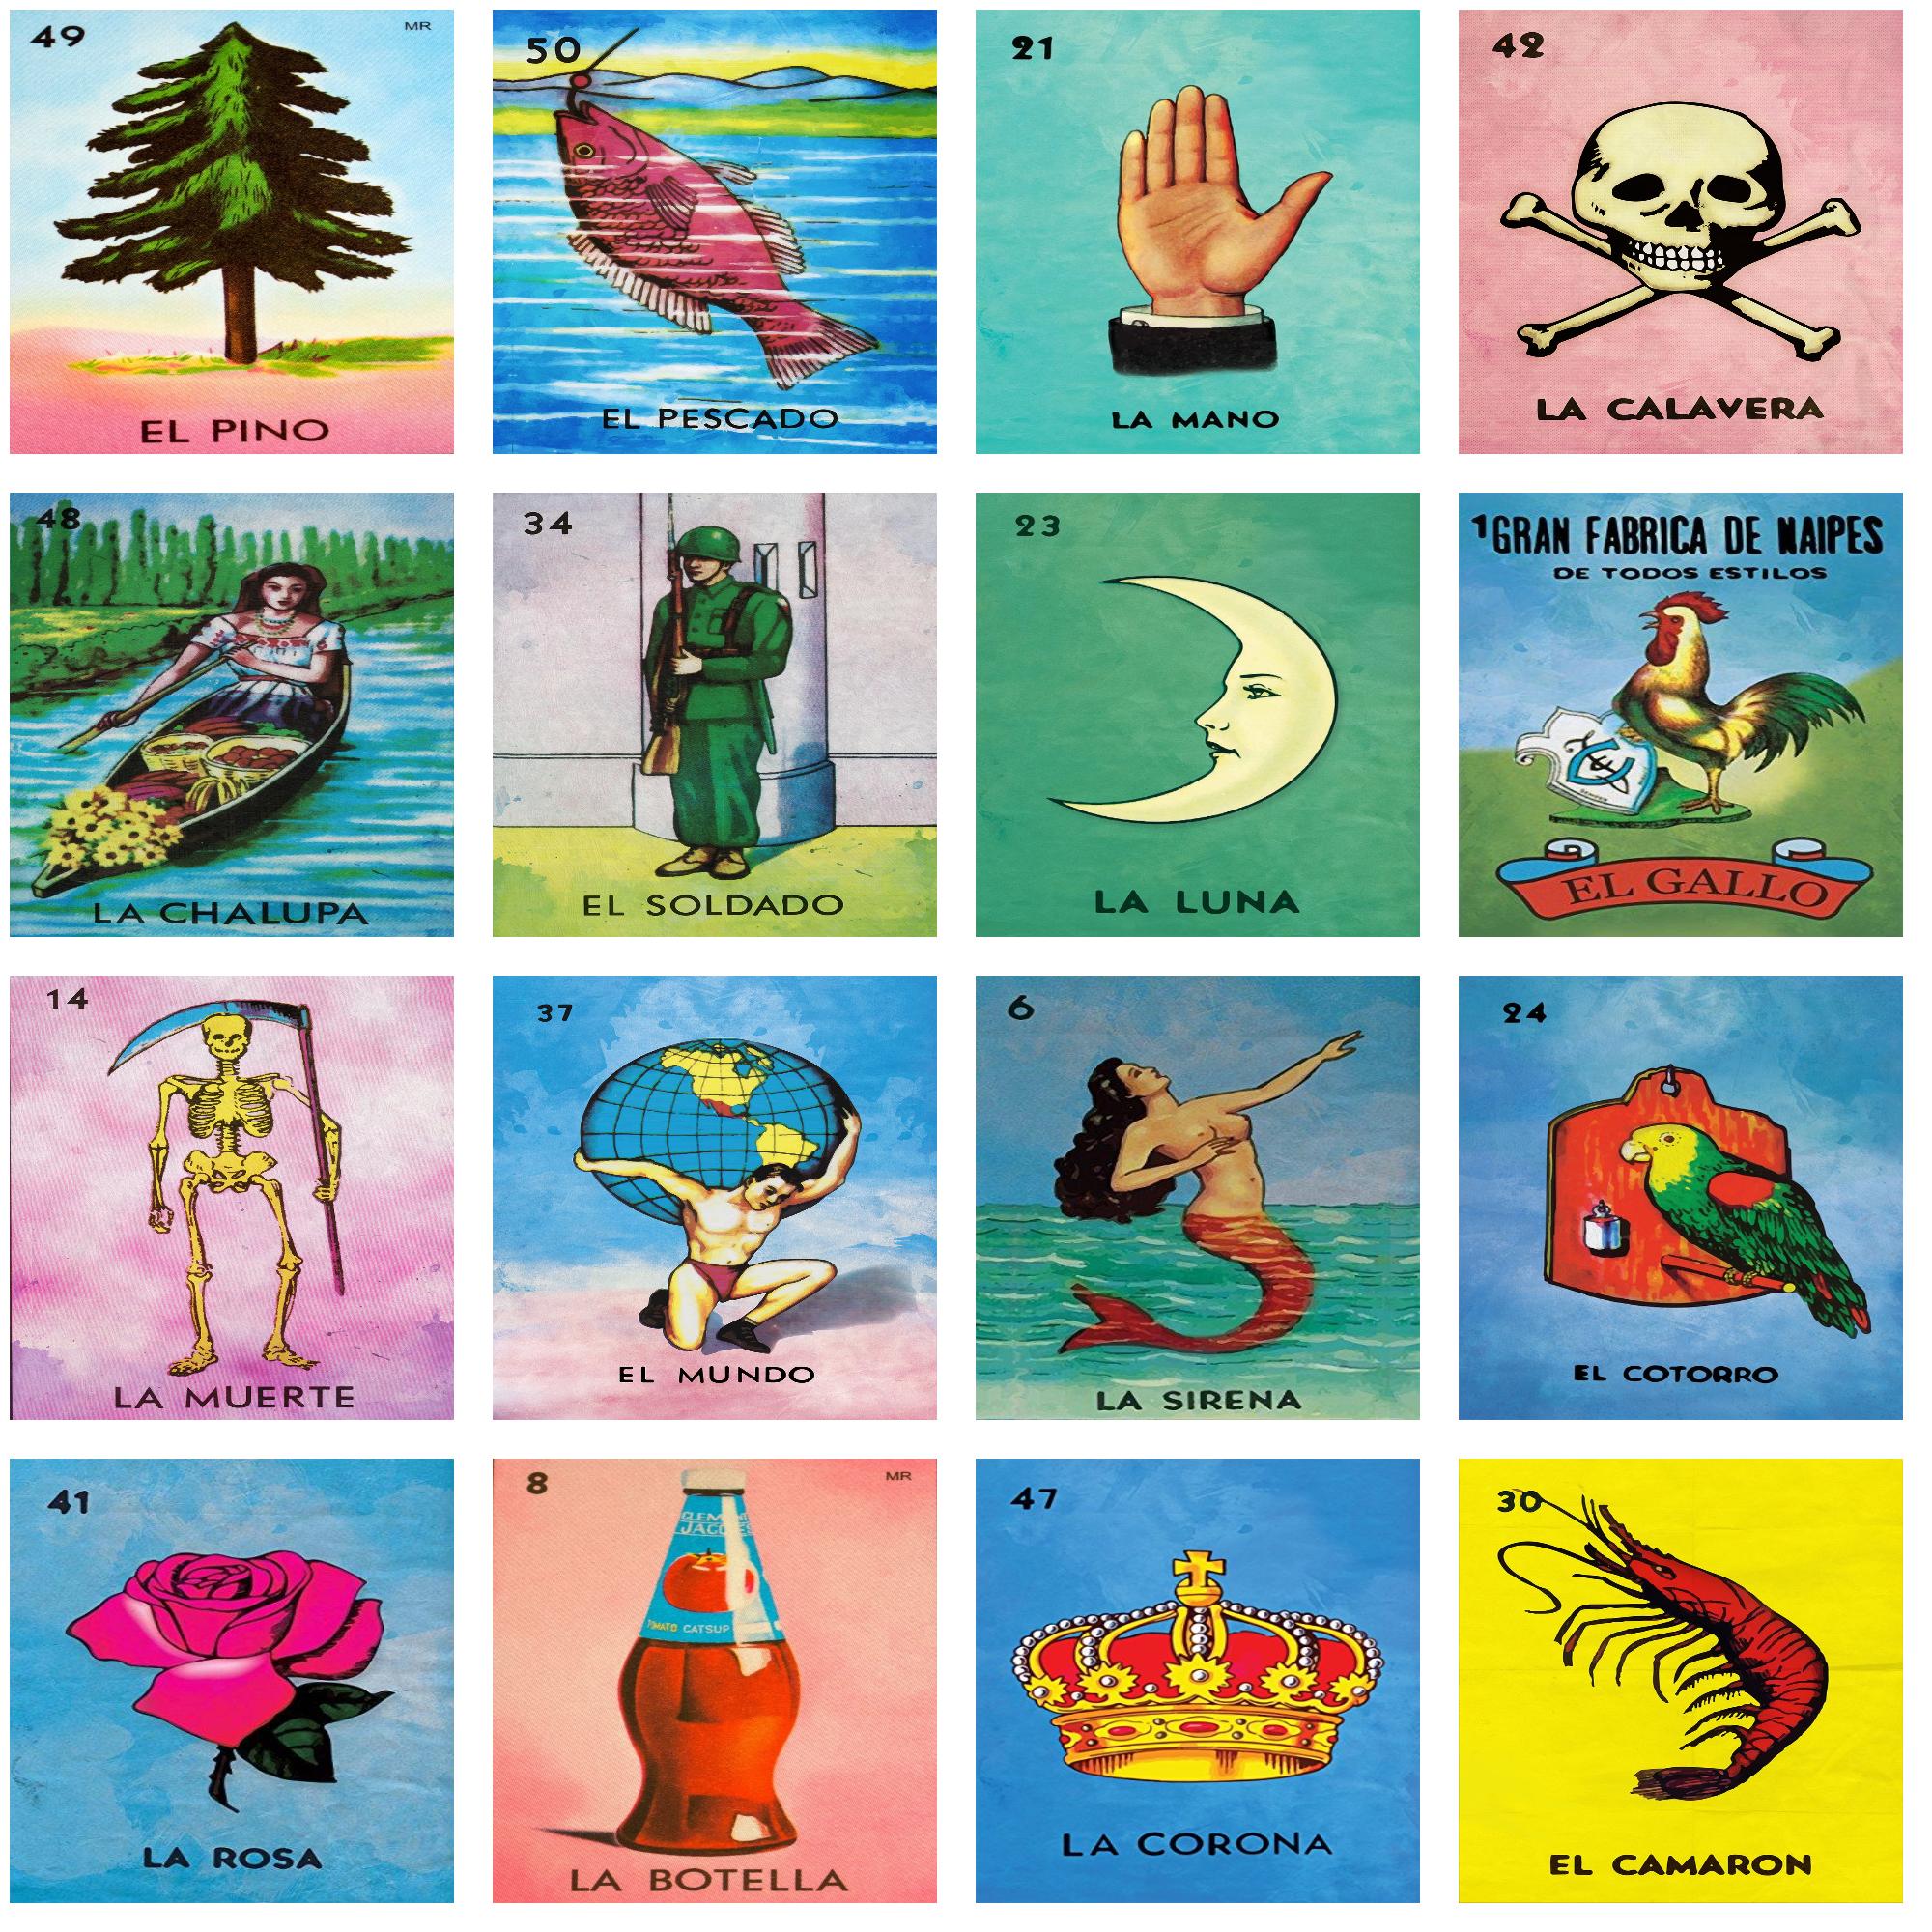 49 MR
EL PINO
50
EL PESCADO
21
LA MANO
42
LA CALAVERA
48
LA CHALUPA
34
EL SOLDADO
23
LA LUNA
1 GRAN FABRICA DE NAIPES
DE TODOS ESTILOS
EL GALLO
14
LA MUERTE
37
EL MUNDO
6
LA SIRENA
24
EL COTORRO
41
LA ROSA
8 MR
CLEMENT
JACQUES
TOMATO CATSUP
LA BOTELLA
47
LA CORONA
30
EL CAMARON